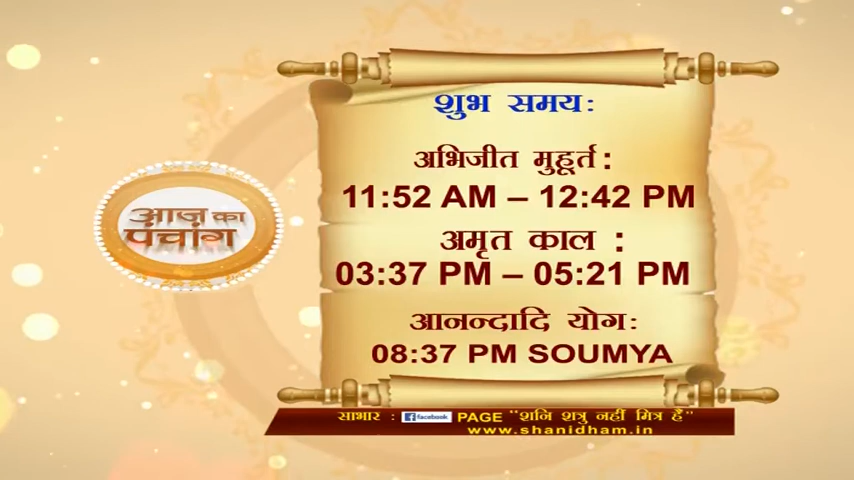 आज का
पंचांग
शुभ समय:
अभिजीत मुहूर्त :
11:52 AM – 12:42 PM
अमृत काल :
03:37 PM – 05:21 PM
आनन्दादि योग:
08:37 PM SOUMYA
साभार : facebook PAGE "शनि शत्रु नहीं मित्र हैं"
www.shanidham.in